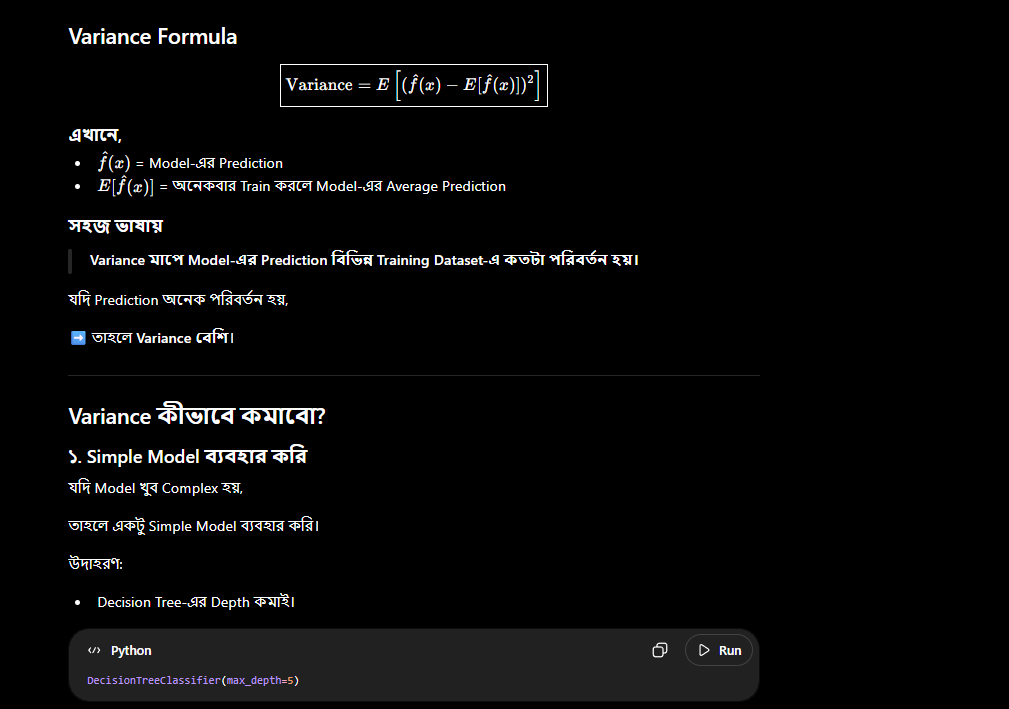 Variance Formula
Variance = E[(f̂(x) − E[f̂(x)])²]
এখানে,
• f̂(x) = Model-এর Prediction
• E[f̂(x)] = অনেকবার Train করলে Model-এর Average Prediction
সহজ ভাষায়
Variance মাপে Model-এর Prediction বিভিন্ন Training Dataset-এ কতটা পরিবর্তন হয়।
যদি Prediction অনেক পরিবর্তন হয়,
➡️ তাহলে Variance বেশি।
Variance কীভাবে কমাবো?
১. Simple Model ব্যবহার করি
যদি Model খুব Complex হয়,
তাহলে একটু Simple Model ব্যবহার করি।
উদাহরণ:
• Decision Tree-এর Depth কমাই।
Python Run
DecisionTreeClassifier(max_depth=5)